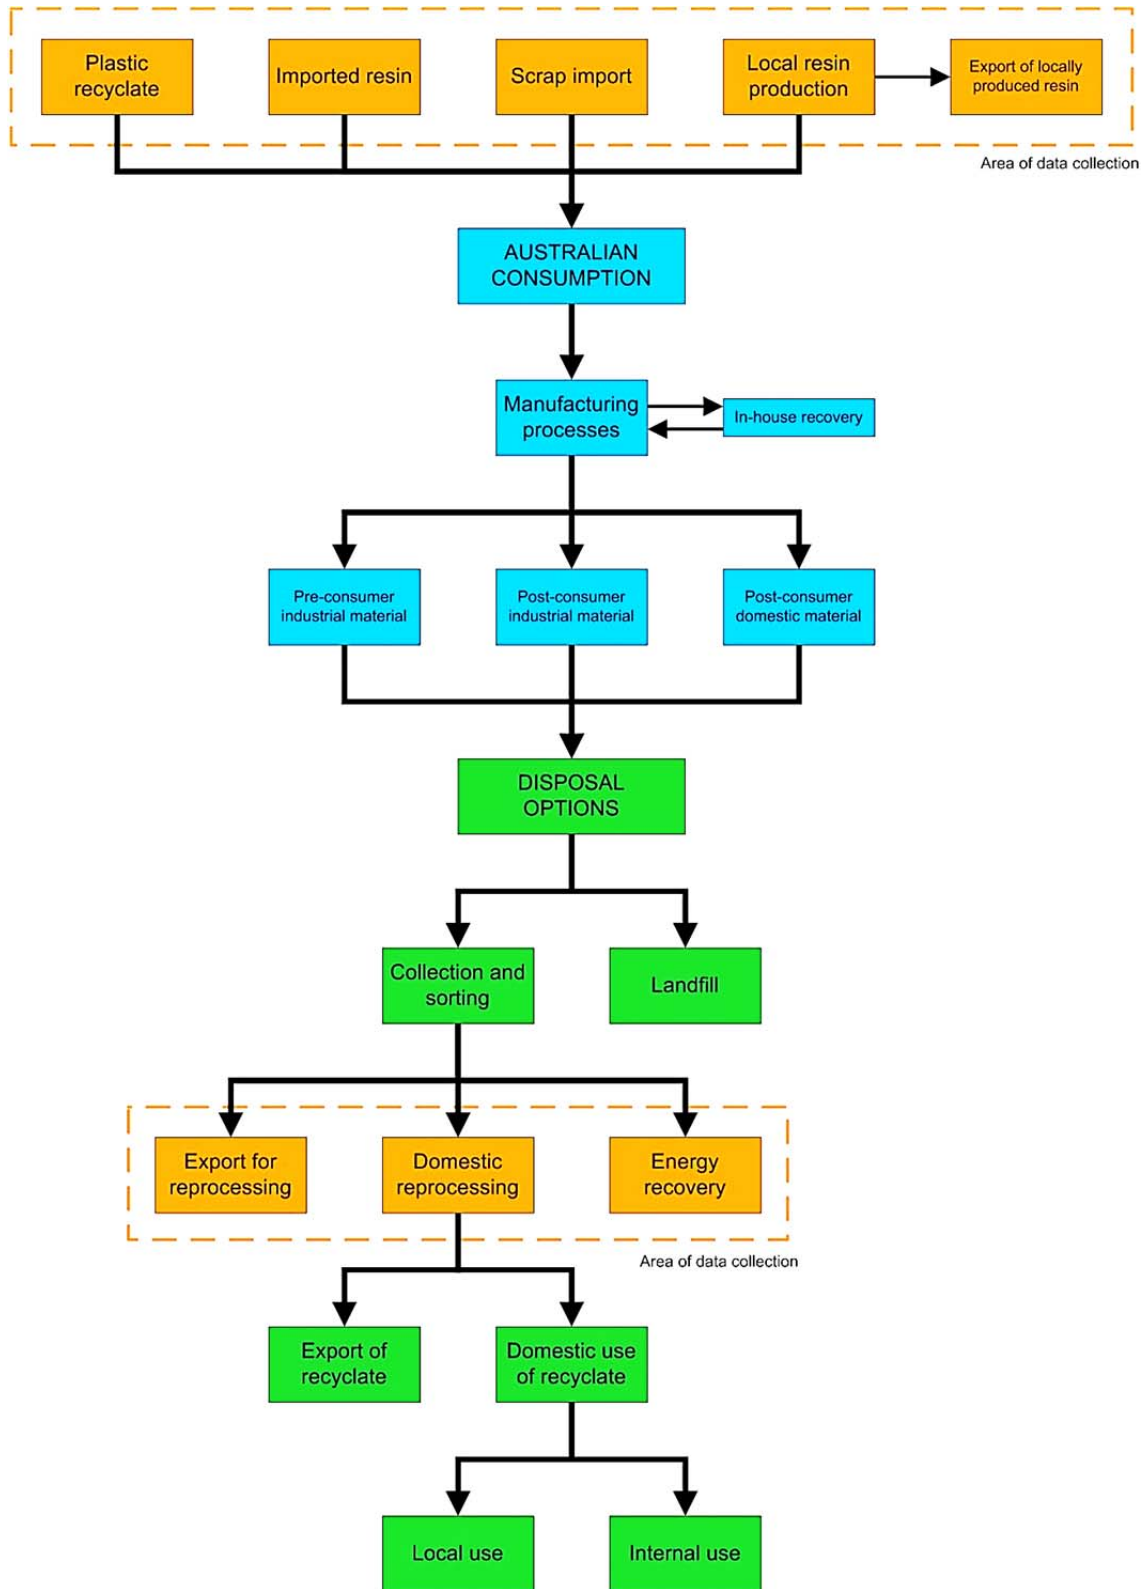 Plastic
recyclate
Imported resin
Scrap import
Local resin
production
Export of locally
produced resin
Area of data collection
AUSTRALIAN
CONSUMPTION
Manufacturing
processes
In-house recovery
Pre-consumer
industrial material
Post-consumer
industrial material
Post-consumer
domestic material
DISPOSAL
OPTIONS
Collection and
sorting
Landfill
Export for
reprocessing
Domestic
reprocessing
Energy
recovery
Area of data collection
Export of
recyclate
Domestic use
of recyclate
Local use
Internal use